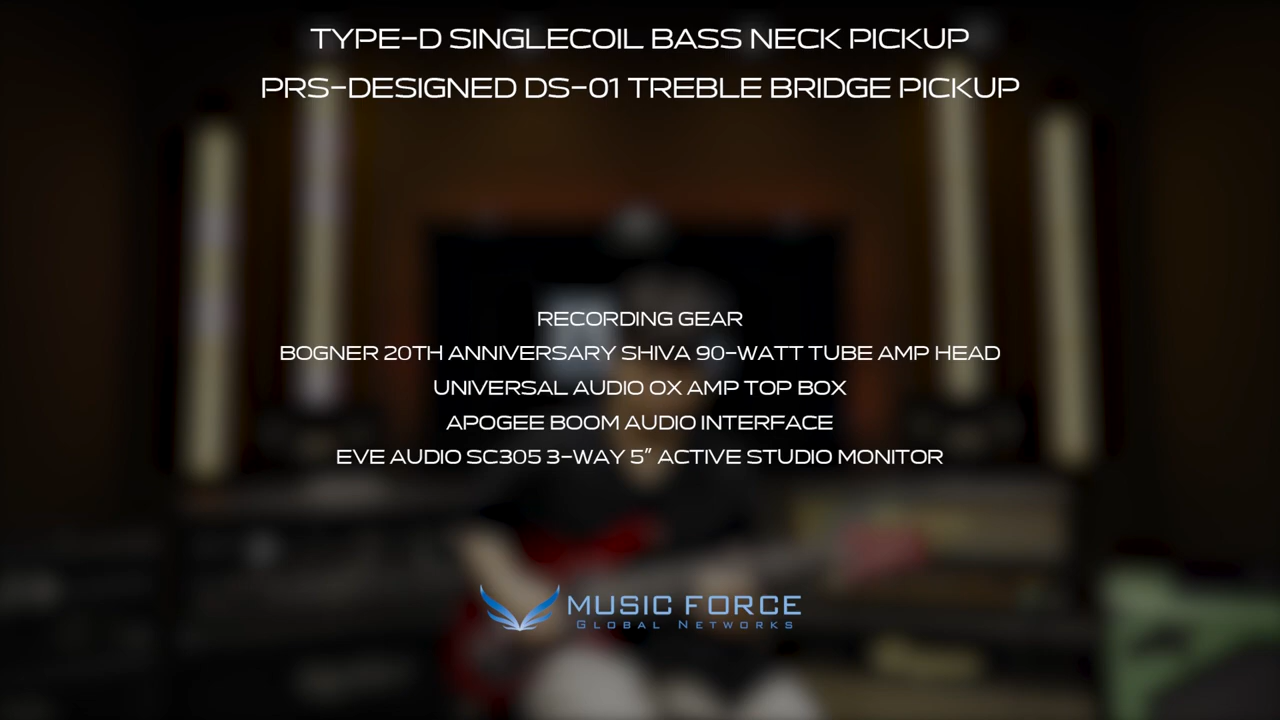 TYPE-D SINGLECOIL BASS NECK PICKUP
PRS-DESIGNED DS-01 TREBLE BRIDGE PICKUP
RECORDING GEAR
BOGNER 20TH ANNIVERSARY SHIVA 90-WATT TUBE AMP HEAD
UNIVERSAL AUDIO OX AMP TOP BOX
APOGEE BOOM AUDIO INTERFACE
EVE AUDIO SC305 3-WAY 5" ACTIVE STUDIO MONITOR
MUSIC FORCE
GLOBAL NETWORKS